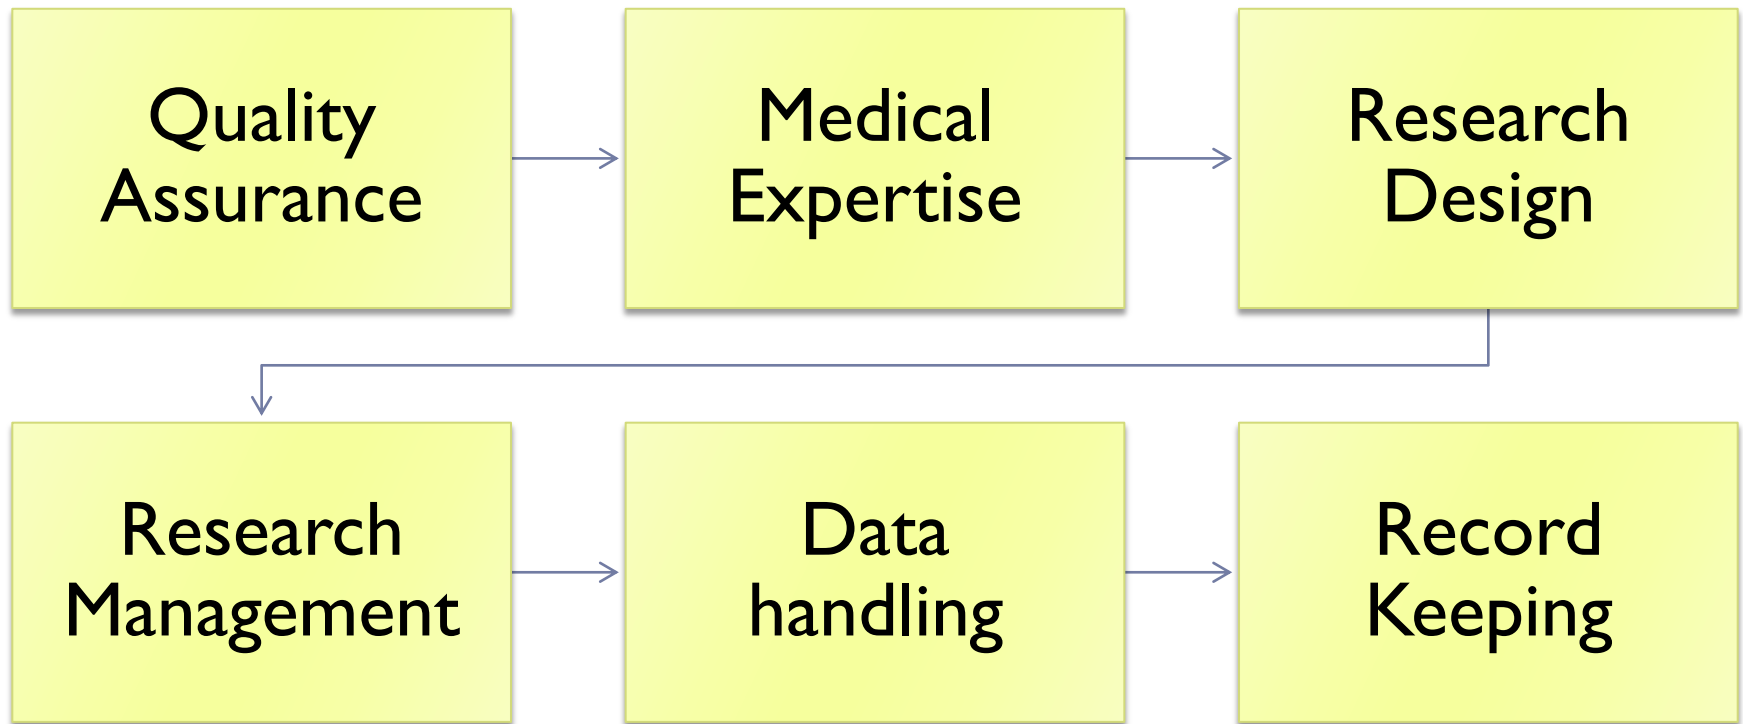 Quality
Assurance
Medical
Expertise
Research
Design
Research
Management
Data
handling
Record
Keeping